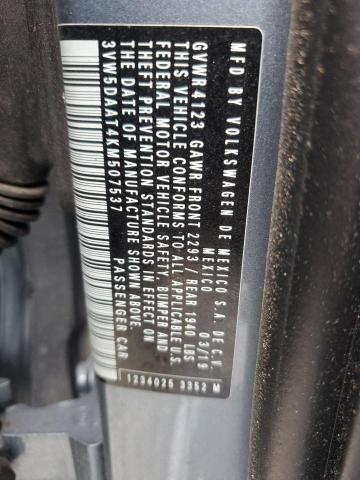 MFD BY VOLKSWAGEN DE MEXICO S.A. DE C.V.
MEXICO 03/19
GVWR 4123 GAWR FRONT 2293 / REAR 1940 LBS
THIS VEHICLE CONFORMS TO ALL APPLICABLE U.S.
FEDERAL MOTOR VEHICLE SAFETY, BUMPER AND
THEFT PREVENTION STANDARDS IN EFFECT ON
THE DATE OF MANUFACTURE SHOWN ABOVE.
3VW5DAAT4KM507537 PASSENGER CAR
1234025 3352 M